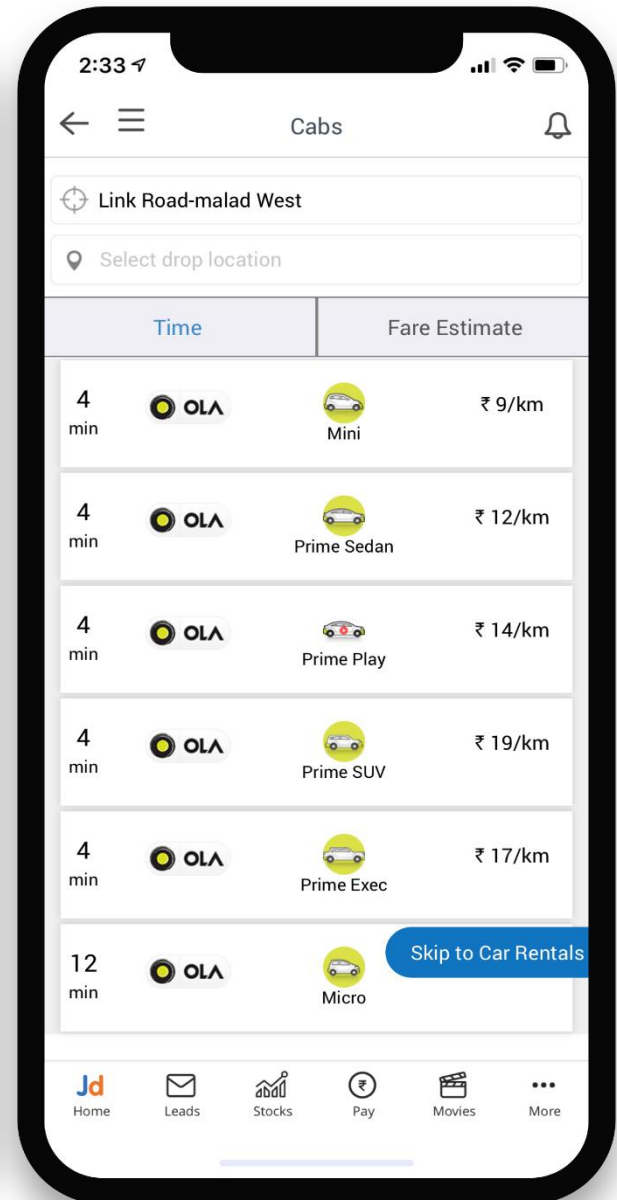 2:33
Cabs
Link Road-malad West
Select drop location
Time
Fare Estimate
4
min
OLA
Mini
₹ 9/km
4
min
OLA
Prime Sedan
₹ 12/km
4
min
OLA
Prime Play
₹ 14/km
4
min
OLA
Prime SUV
₹ 19/km
4
min
OLA
Prime Exec
₹ 17/km
12
min
OLA
Micro
Skip to Car Rentals
Jd
Home
Leads
Stocks
₹
Pay
Movies
More